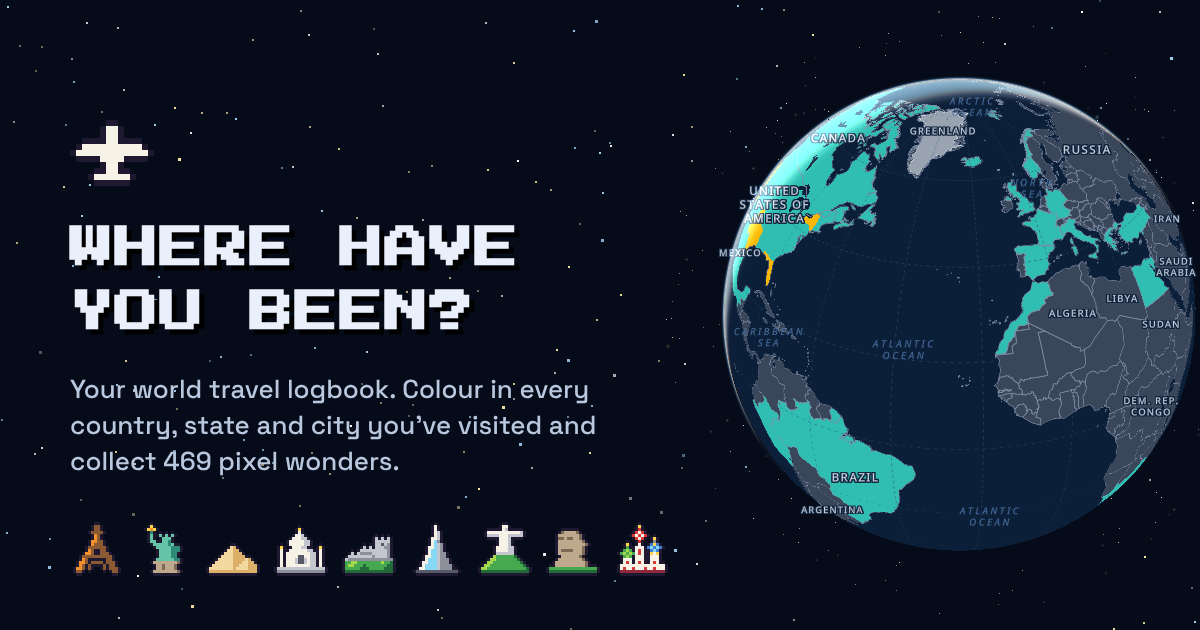 WHERE HAVE
YOU BEEN?
Your world travel logbook. Colour in every
country, state and city you've visited and
collect 469 pixel wonders.
ARCTIC
OCEAN
GREENLAND
CANADA
RUSSIA
NORTH
SEA
UNITED
STATES OF
AMERICA
IRAN
MEXICO
SAUDI
ARABIA
LIBYA
ALGERIA
SUDAN
CARIBBEAN
SEA
ATLANTIC
OCEAN
DEM. REP.
CONGO
BRAZIL
ARGENTINA
ATLANTIC
OCEAN